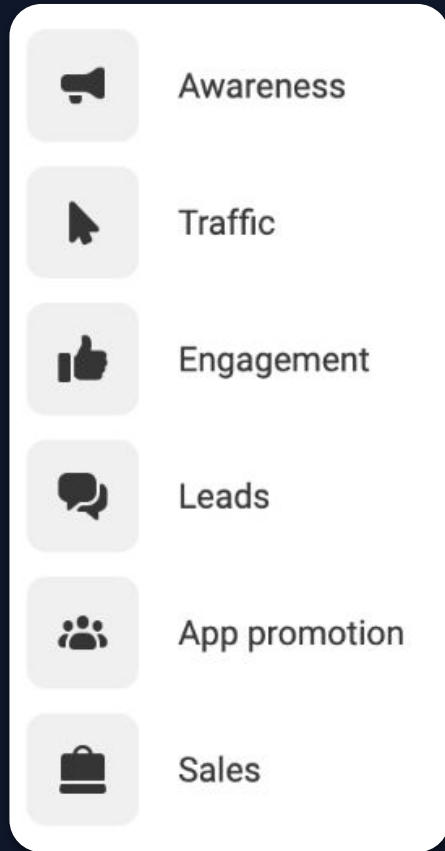 Awareness
Traffic
Engagement
Leads
App promotion
Sales